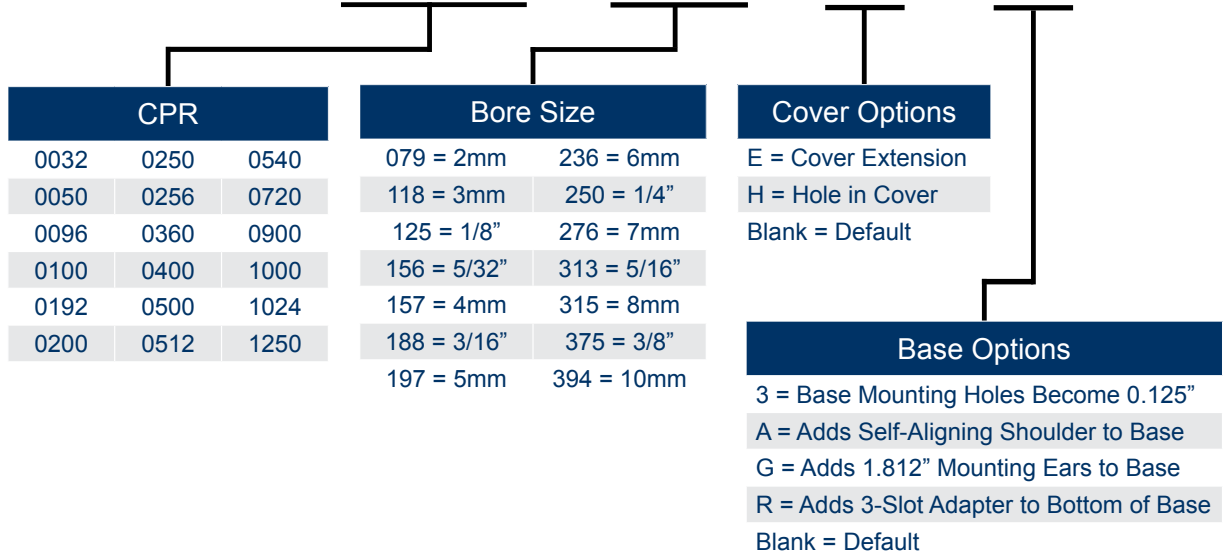 CPR
0032 0250 0540
0050 0256 0720
0096 0360 0900
0100 0400 1000
0192 0500 1024
0200 0512 1250
Bore Size
079 = 2mm 236 = 6mm
118 = 3mm 250 = 1/4”
125 = 1/8” 276 = 7mm
156 = 5/32” 313 = 5/16”
157 = 4mm 315 = 8mm
188 = 3/16” 375 = 3/8”
197 = 5mm 394 = 10mm
Cover Options
E = Cover Extension
H = Hole in Cover
Blank = Default
Base Options
3 = Base Mounting Holes Become 0.125”
A = Adds Self-Aligning Shoulder to Base
G = Adds 1.812” Mounting Ears to Base
R = Adds 3-Slot Adapter to Bottom of Base
Blank = Default